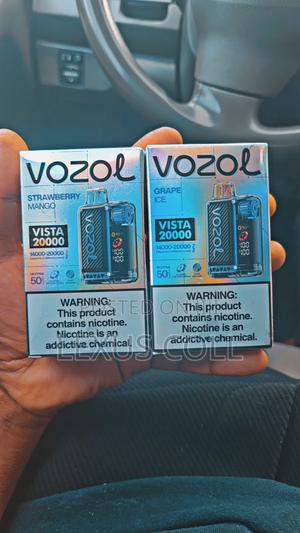 VOZOL
STRAWBERRY
MANGO
VISTA
20000
14000-20000
50
WARNING:
This product
contains nicotine.
Nicotine is an
addictive chemical.
VOZOL
GRAPE
ICE
VISTA
20000
14000-20000
50
WARNING:
This product
contains nicotine.
Nicotine is an
addictive chemical.
LEXUS COLL